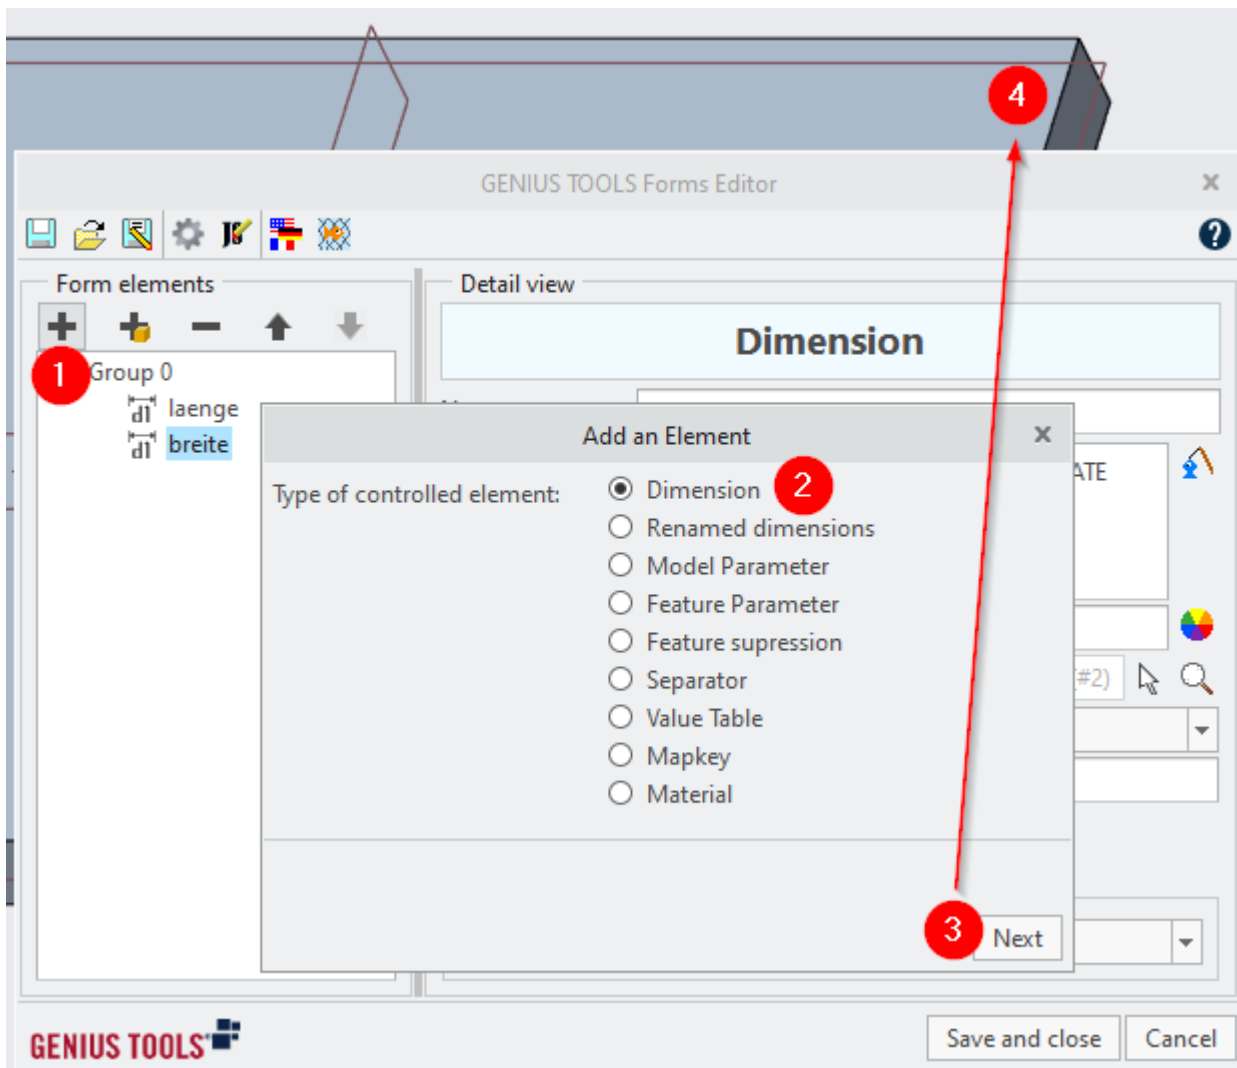 4
GENIUS TOOLS Forms Editor
Form elements
Detail view
Dimension
1
Group 0
laenge
breite
Add an Element
ATE
Type of controlled element:
Dimension
2
Renamed dimensions
Model Parameter
Feature Parameter
Feature supression
Separator
(#2)
Value Table
Mapkey
Material
3
Next
GENIUS TOOLS
Save and close
Cancel